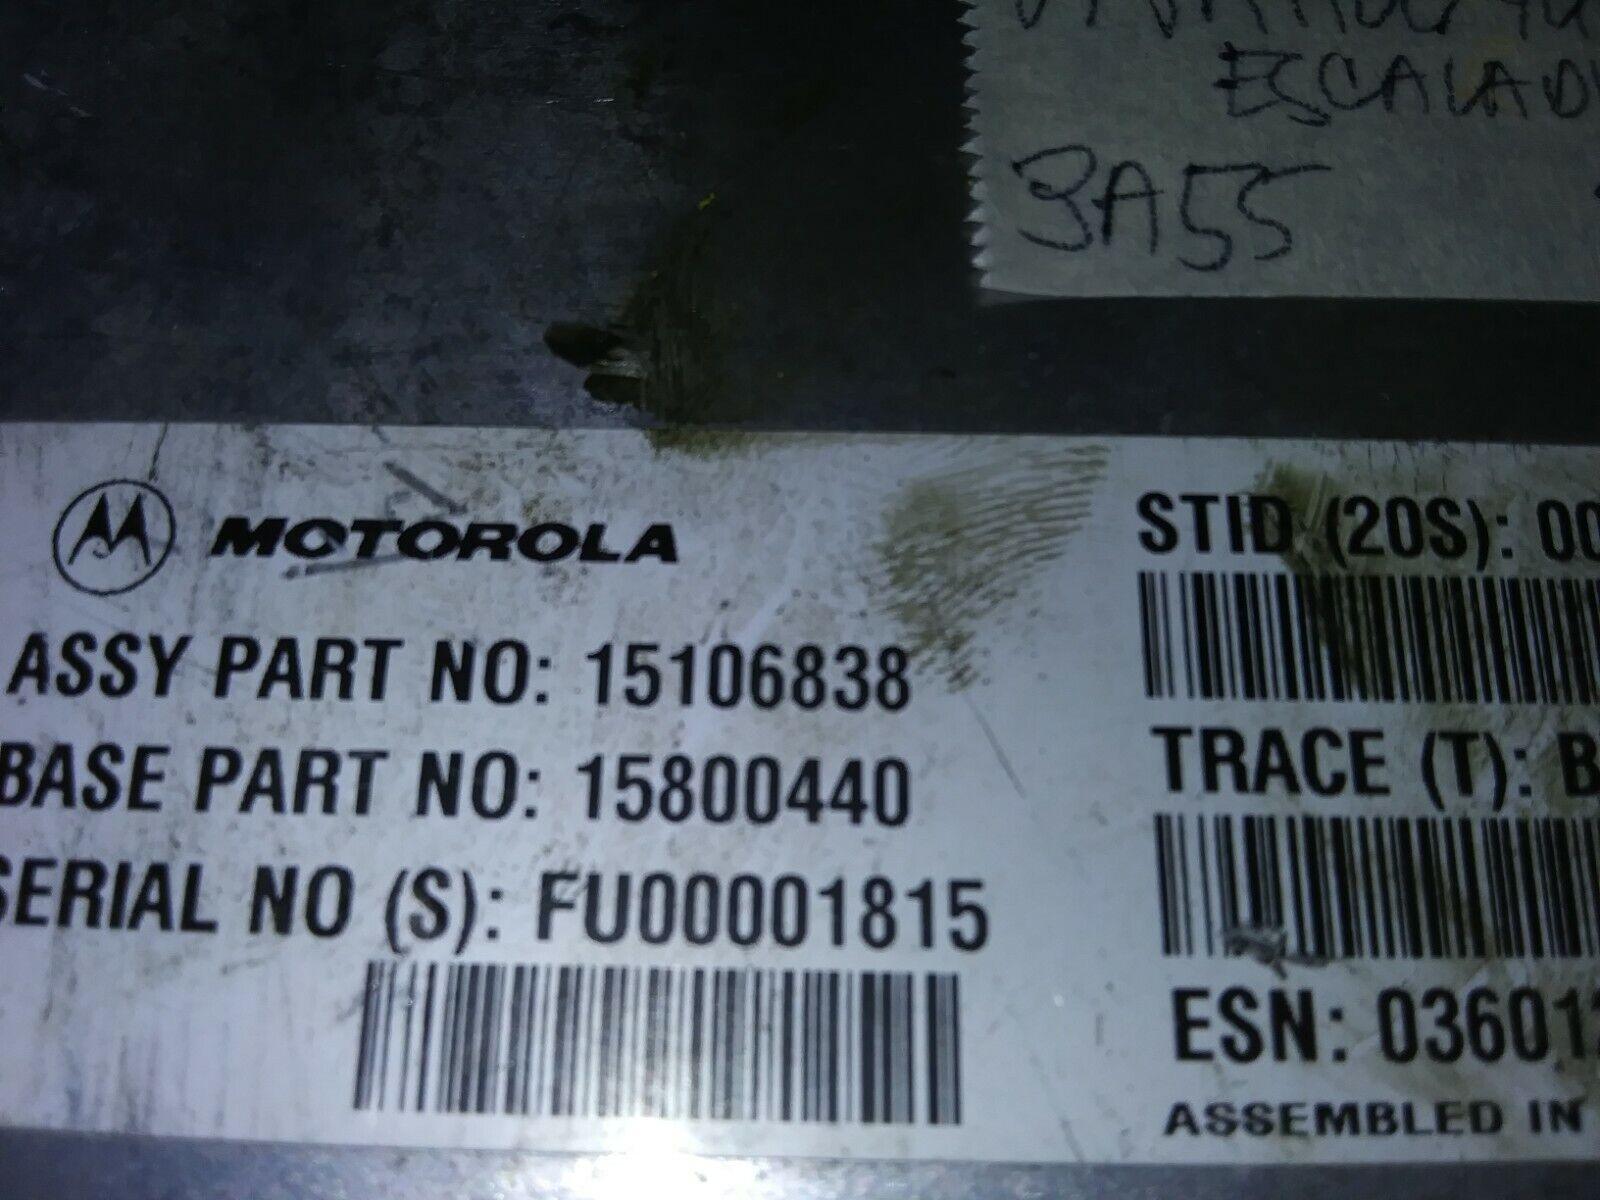 ESCALAD
3A55
MOTOROLA
ASSY PART NO: 15106838
BASE PART NO: 15800440
SERIAL NO (S): FU00001815
STID (20S): 00
TRACE (T): B
ESN: 03601
ASSEMBLED IN